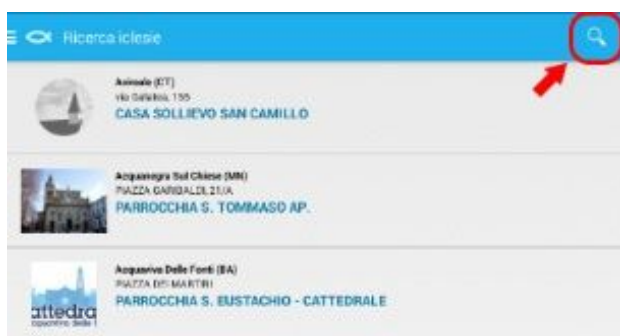 Ricerca iclesie
Acireale (CT)
via Galatea, 155
CASA SOLLIEVO SAN CAMILLO
Acquanegra Sul Chiese (MN)
PIAZZA GARIBALDI, 21/A
PARROCCHIA S. TOMMASO AP.
Acquaviva Delle Fonti (BA)
PIAZZA DEI MARTIRI
PARROCCHIA S. EUSTACHIO - CATTEDRALE
attedra